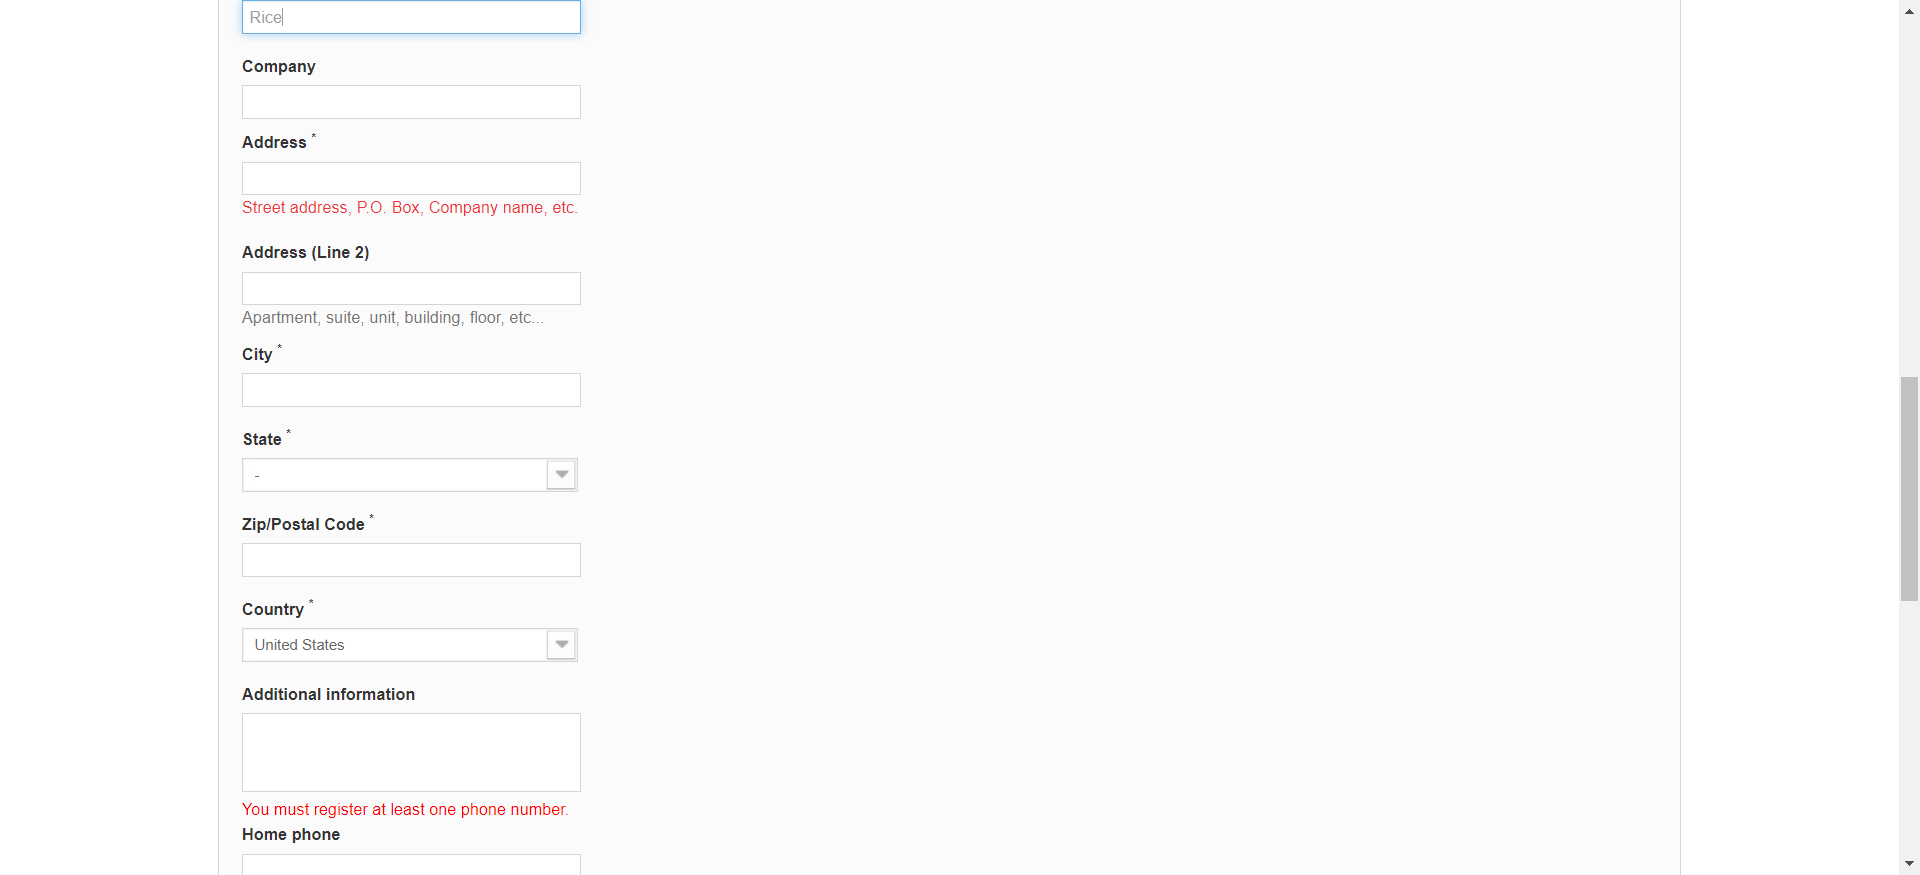 Rice
Company
Address *
Street address, P.O. Box, Company name, etc.
Address (Line 2)
Apartment, suite, unit, building, floor, etc...
City *
State *
-
Zip/Postal Code *
Country *
United States
Additional information
You must register at least one phone number.
Home phone